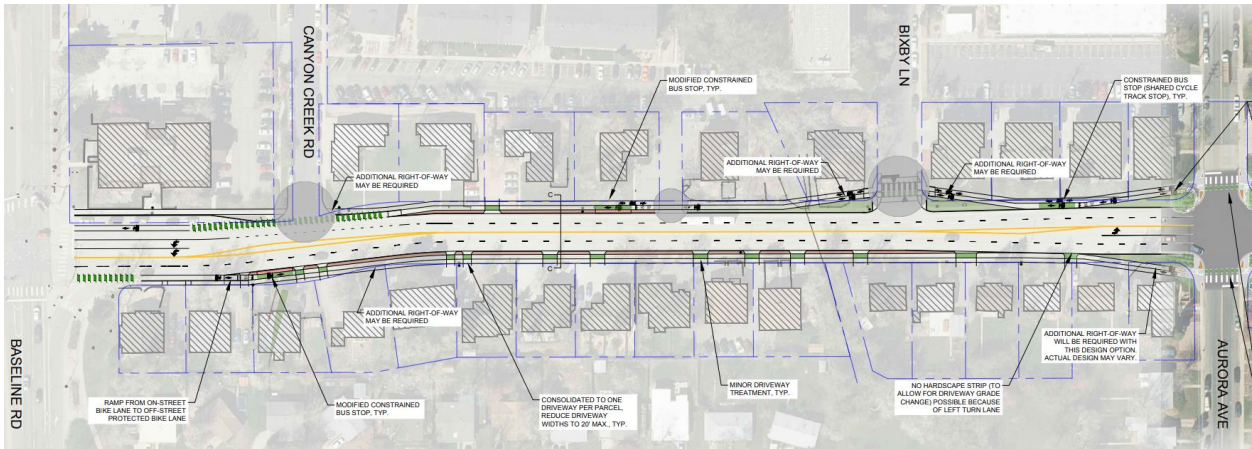 CANYON CREEK RD
BIXBY LN
MODIFIED CONSTRAINED
BUS STOP, TYP.
CONSTRAINED BUS
STOP (SHARED CYCLE
TRACK STOP), TYP.
ADDITIONAL RIGHT-OF-WAY
MAY BE REQUIRED
ADDITIONAL RIGHT-OF-WAY
MAY BE REQUIRED
ADDITIONAL RIGHT-OF-WAY
MAY BE REQUIRED
C
C
ADDITIONAL RIGHT-OF-WAY
MAY BE REQUIRED
BASELINE RD
RAMP FROM ON-STREET
BIKE LANE TO OFF-STREET
PROTECTED BIKE LANE
MODIFIED CONSTRAINED
BUS STOP, TYP.
CONSOLIDATED TO ONE
DRIVEWAY PER PARCEL,
REDUCE DRIVEWAY
WIDTHS TO 20' MAX., TYP.
MINOR DRIVEWAY
TREATMENT, TYP.
NO HARDSCAPE STRIP (TO
ALLOW FOR DRIVEWAY GRADE
CHANGE) POSSIBLE BECAUSE
OF LEFT TURN LANE
ADDITIONAL RIGHT-OF-WAY
WILL BE REQUIRED WITH
THIS DESIGN OPTION.
ACTUAL DESIGN MAY VARY.
AURORA AVE